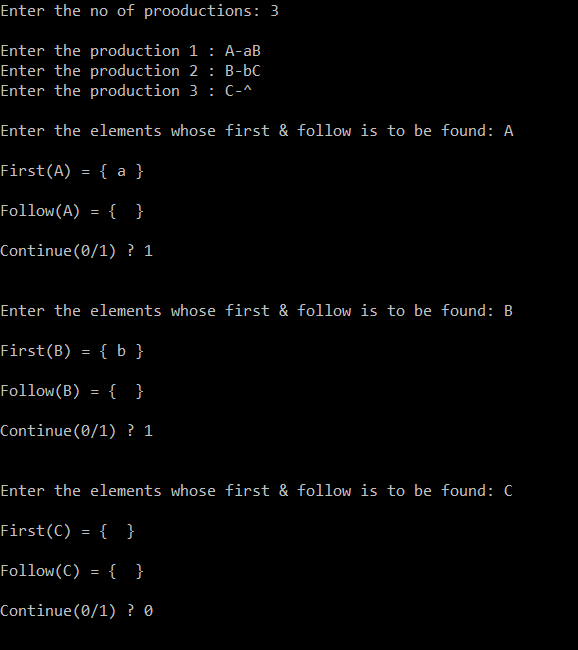 Enter the no of prooductions: 3
Enter the production 1 : A-aB
Enter the production 2 : B-bC
Enter the production 3 : C-^
Enter the elements whose first & follow is to be found: A
First(A) = { a }
Follow(A) = {  }
Continue(0/1) ? 1
Enter the elements whose first & follow is to be found: B
First(B) = { b }
Follow(B) = {  }
Continue(0/1) ? 1
Enter the elements whose first & follow is to be found: C
First(C) = {  }
Follow(C) = {  }
Continue(0/1) ? 0